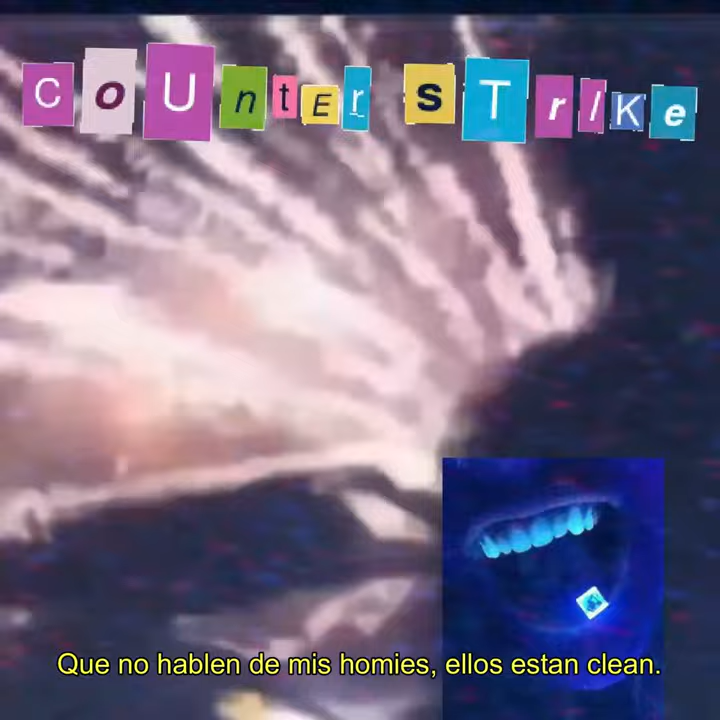 COUntEr STrIKe
Que no hablen de mis homies, ellos estan clean.